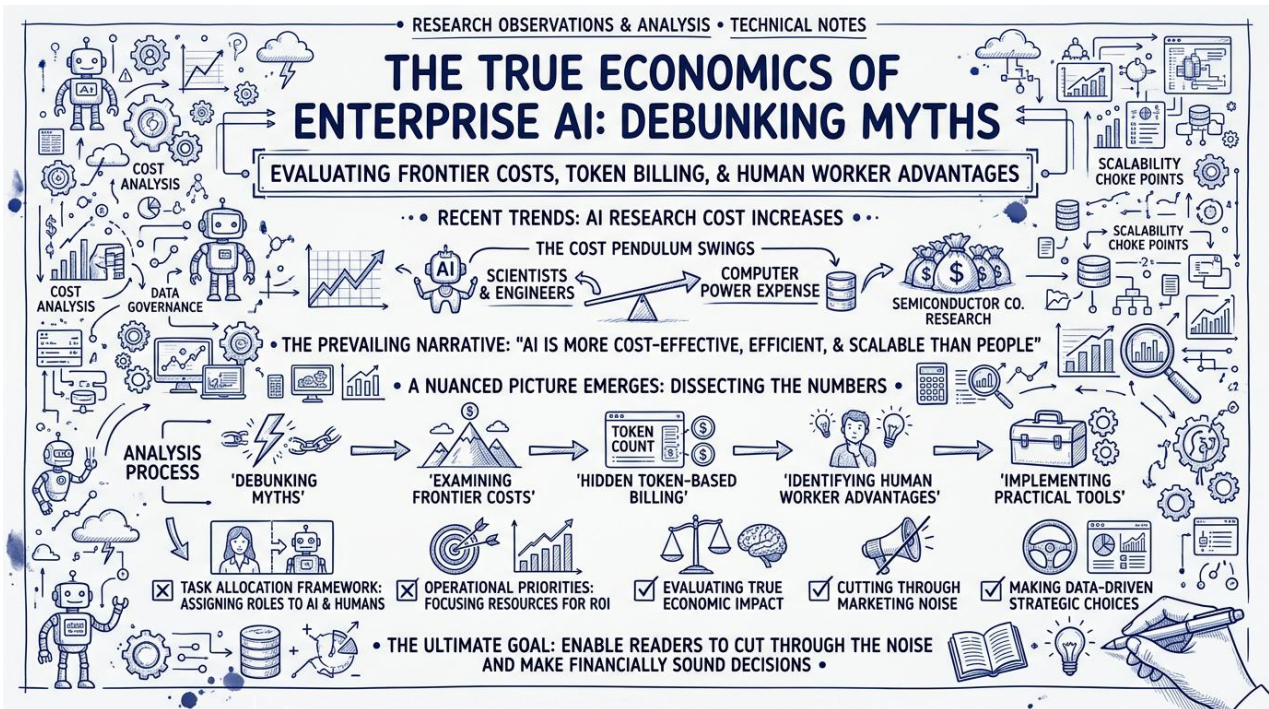 • RESEARCH OBSERVATIONS & ANALYSIS • TECHNICAL NOTES
THE TRUE ECONOMICS OF
ENTERPRISE AI: DEBUNKING MYTHS
EVALUATING FRONTIER COSTS, TOKEN BILLING, & HUMAN WORKER ADVANTAGES
COST
ANALYSIS
SCALABILITY
CHOKE POINTS
• RECENT TRENDS: AI RESEARCH COST INCREASES •
THE COST PENDULUM SWINGS
AI
SCIENTISTS
& ENGINEERS
COMPUTER
POWER EXPENSE
SEMICONDUCTOR CO.
RESEARCH
SCALABILITY
CHOKE POINTS
COST
ANALYSIS
DATA
GOVERNANCE
• THE PREVAILING NARRATIVE: "AI IS MORE COST-EFFECTIVE, EFFICIENT, & SCALABLE THAN PEOPLE"
• A NUANCED PICTURE EMERGES: DISSECTING THE NUMBERS •
ANALYSIS
PROCESS
'DEBUNKING
MYTHS'
'EXAMINING
FRONTIER COSTS'
TOKEN
COUNT
'HIDDEN TOKEN-BASED
BILLING'
'IDENTIFYING HUMAN
WORKER ADVANTAGES'
'IMPLEMENTING
PRACTICAL TOOLS'
TASK ALLOCATION FRAMEWORK:
ASSIGNING ROLES TO AI & HUMANS
OPERATIONAL PRIORITIES:
FOCUSING RESOURCES FOR ROI
EVALUATING TRUE
ECONOMIC IMPACT
CUTTING THROUGH
MARKETING NOISE
MAKING DATA-DRIVEN
STRATEGIC CHOICES
• THE ULTIMATE GOAL: ENABLE READERS TO CUT THROUGH THE NOISE
AND MAKE FINANCIALLY SOUND DECISIONS •